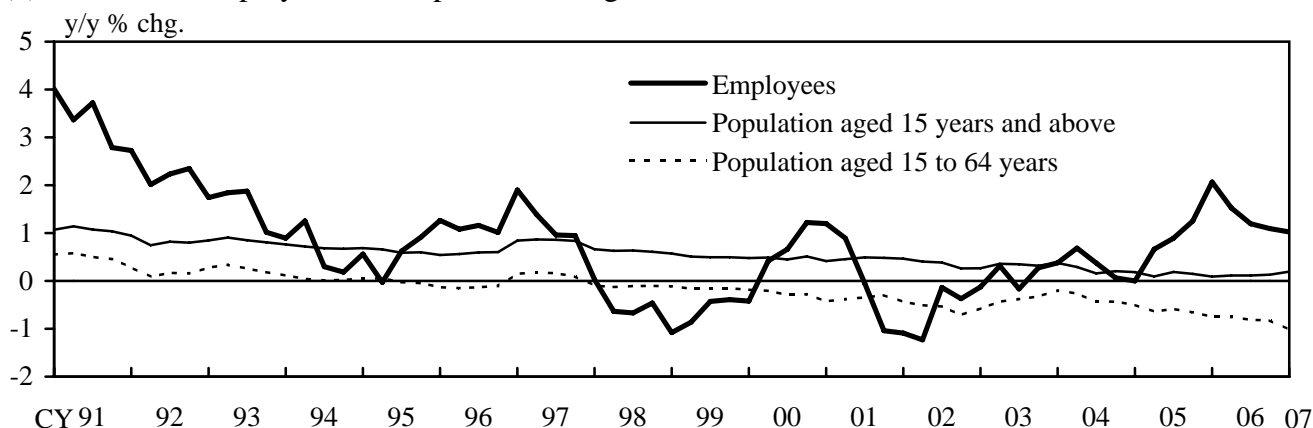 y/y % chg.
5
4
3
2
1
0
-1
-2
Employees
Population aged 15 years and above
Population aged 15 to 64 years
CY 91 92 93 94 95 96 97 98 99 00 01 02 03 04 05 06 07